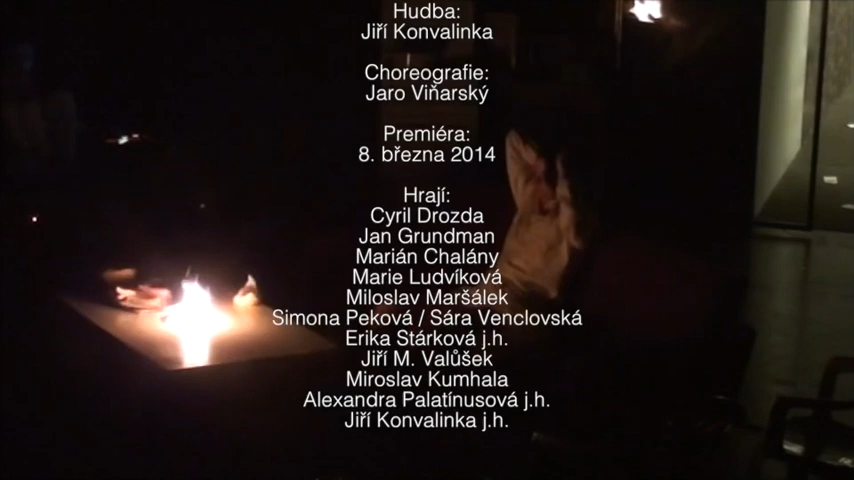 Hudba:
Jiří Konvalinka
Choreografie:
Jaro Viňarský
Premiéra:
8. března 2014
Hrají:
Cyril Drozda
Jan Grundman
Marián Chalány
Marie Ludvíková
Miloslav Maršálek
Simona Peková / Sára Venclovská
Erika Stárková j.h.
Jiří M. Valůšek
Miroslav Kumhala
Alexandra Palatínusová j.h.
Jiří Konvalinka j.h.